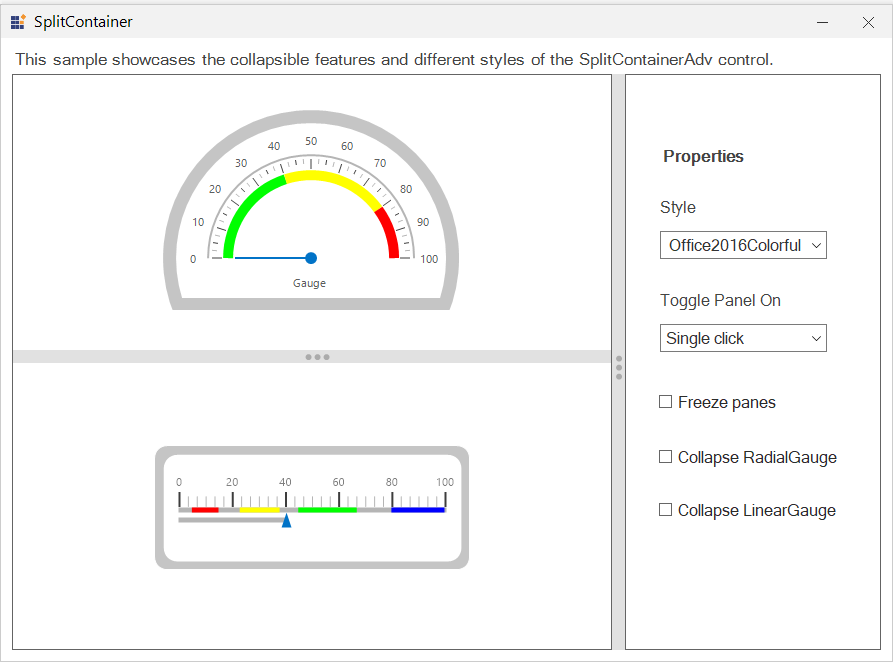 SplitContainer
This sample showcases the collapsible features and different styles of the SplitContainerAdv control.
0
10
20
30
40
50
60
70
80
90
100
Gauge
0 20 40 60 80 100
Properties
Style
Office2016Colorful
Toggle Panel On
Single click
Freeze panes
Collapse RadialGauge
Collapse LinearGauge